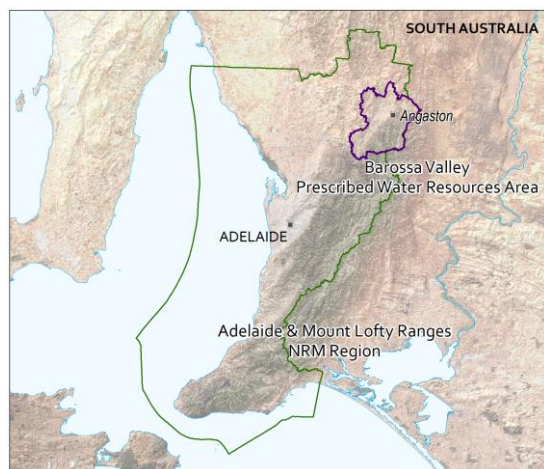 SOUTH AUSTRALIA
Angaston
Barossa Valley
Prescribed Water Resources Area
ADELAIDE
Adelaide & Mount Lofty Ranges
NRM Region